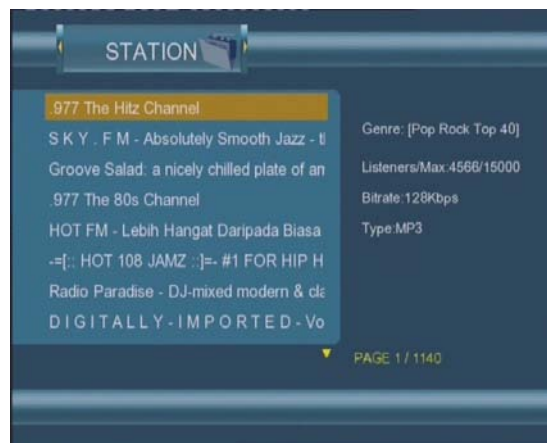 STATION
.977 The Hitz Channel
S K Y . F M - Absolutely Smooth Jazz - tl
Groove Salad: a nicely chilled plate of am
.977 The 80s Channel
HOT FM - Lebih Hangat Daripada Biasa
-=[:: HOT 108 JAMZ ::]=- #1 FOR HIP H
Radio Paradise - DJ-mixed modern & cla
D I G I T A L L Y - I M P O R T E D - Vo
Genre: [Pop Rock Top 40]
Listeners/Max:4566/15000
Bitrate:128Kbps
Type:MP3
PAGE 1 / 1140